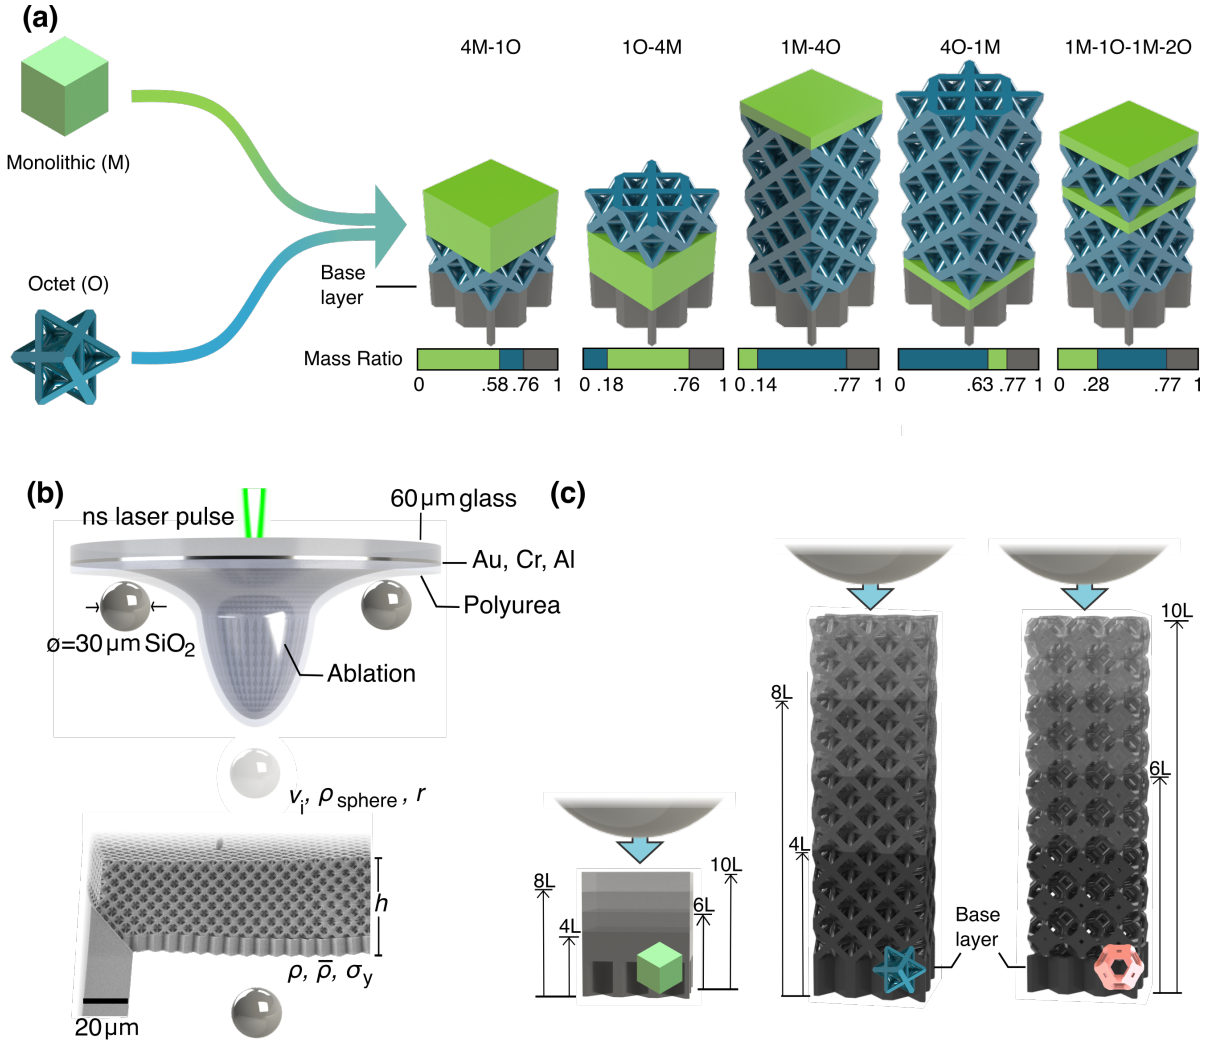 (a)
4M-1O
1O-4M
1M-4O
4O-1M
1M-1O-1M-2O
Monolithic (M)
Octet (O)
Base
layer
Mass Ratio
0 .58 .76 1
0 .18 .76 1
0 .14 .77 1
0 .63 .77 1
0 .28 .77 1
(b)
ns laser pulse
60 μm glass
Au, Cr, Al
Polyurea
ø=30 μm SiO2
Ablation
vi, ρsphere, r
h
ρ, ρ̅, σy
20 μm
(c)
8L
4L
10L
6L
8L
4L
10L
6L
Base
layer